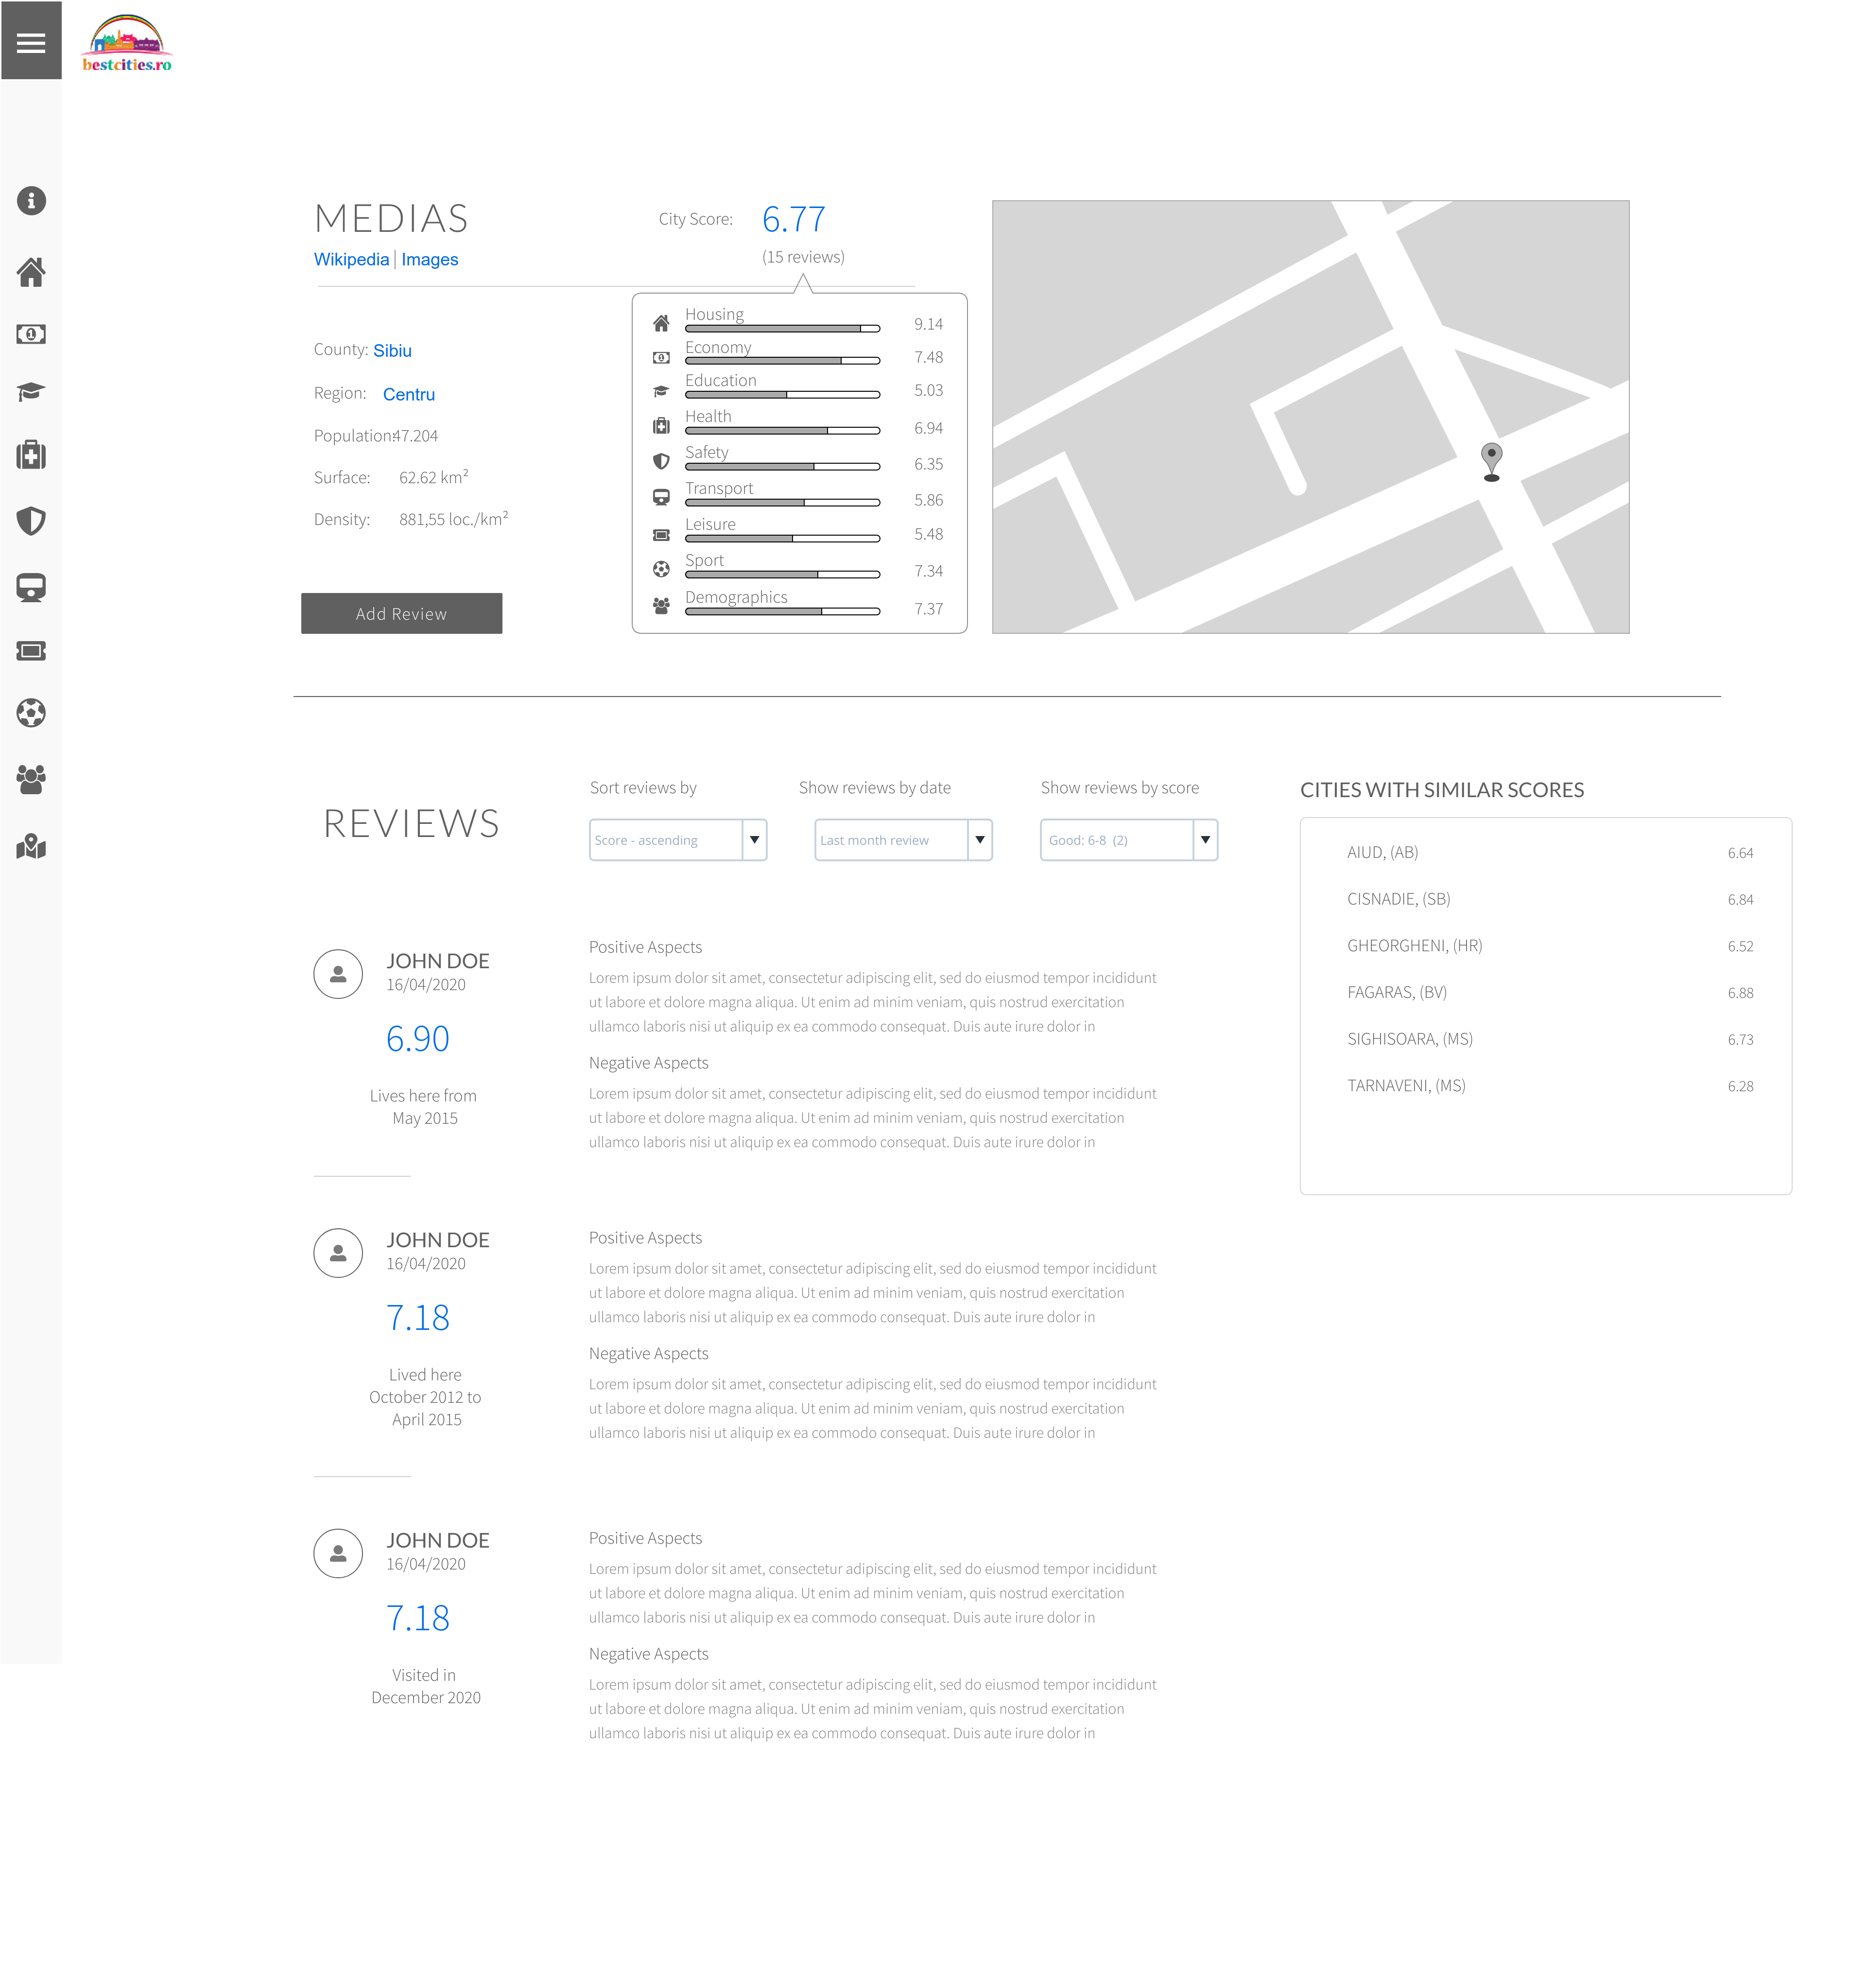 bestcities.ro
MEDIAS
Wikipedia | Images
City Score: 6.77
(15 reviews)
County: Sibiu
Region: Centru
Population:47.204
Surface: 62.62 km²
Density: 881,55 loc./km²
Add Review
Housing 9.14
Economy 7.48
Education 5.03
Health 6.94
Safety 6.35
Transport 5.86
Leisure 5.48
Sport 7.34
Demographics 7.37
REVIEWS
Sort reviews by
Score - ascending
Show reviews by date
Last month review
Show reviews by score
Good: 6-8 (2)
JOHN DOE
16/04/2020
6.90
Lives here from
May 2015
Positive Aspects
Lorem ipsum dolor sit amet, consectetur adipiscing elit, sed do eiusmod tempor incididunt
ut labore et dolore magna aliqua. Ut enim ad minim veniam, quis nostrud exercitation
ullamco laboris nisi ut aliquip ex ea commodo consequat. Duis aute irure dolor in
Negative Aspects
Lorem ipsum dolor sit amet, consectetur adipiscing elit, sed do eiusmod tempor incididunt
ut labore et dolore magna aliqua. Ut enim ad minim veniam, quis nostrud exercitation
ullamco laboris nisi ut aliquip ex ea commodo consequat. Duis aute irure dolor in
JOHN DOE
16/04/2020
7.18
Lived here
October 2012 to
April 2015
Positive Aspects
Lorem ipsum dolor sit amet, consectetur adipiscing elit, sed do eiusmod tempor incididunt
ut labore et dolore magna aliqua. Ut enim ad minim veniam, quis nostrud exercitation
ullamco laboris nisi ut aliquip ex ea commodo consequat. Duis aute irure dolor in
Negative Aspects
Lorem ipsum dolor sit amet, consectetur adipiscing elit, sed do eiusmod tempor incididunt
ut labore et dolore magna aliqua. Ut enim ad minim veniam, quis nostrud exercitation
ullamco laboris nisi ut aliquip ex ea commodo consequat. Duis aute irure dolor in
JOHN DOE
16/04/2020
7.18
Visited in
December 2020
Positive Aspects
Lorem ipsum dolor sit amet, consectetur adipiscing elit, sed do eiusmod tempor incididunt
ut labore et dolore magna aliqua. Ut enim ad minim veniam, quis nostrud exercitation
ullamco laboris nisi ut aliquip ex ea commodo consequat. Duis aute irure dolor in
Negative Aspects
Lorem ipsum dolor sit amet, consectetur adipiscing elit, sed do eiusmod tempor incididunt
ut labore et dolore magna aliqua. Ut enim ad minim veniam, quis nostrud exercitation
ullamco laboris nisi ut aliquip ex ea commodo consequat. Duis aute irure dolor in
CITIES WITH SIMILAR SCORES
AIUD, (AB) 6.64
CISNADIE, (SB) 6.84
GHEORGHENI, (HR) 6.52
FAGARAS, (BV) 6.88
SIGHISOARA, (MS) 6.73
TARNAVENI, (MS) 6.28